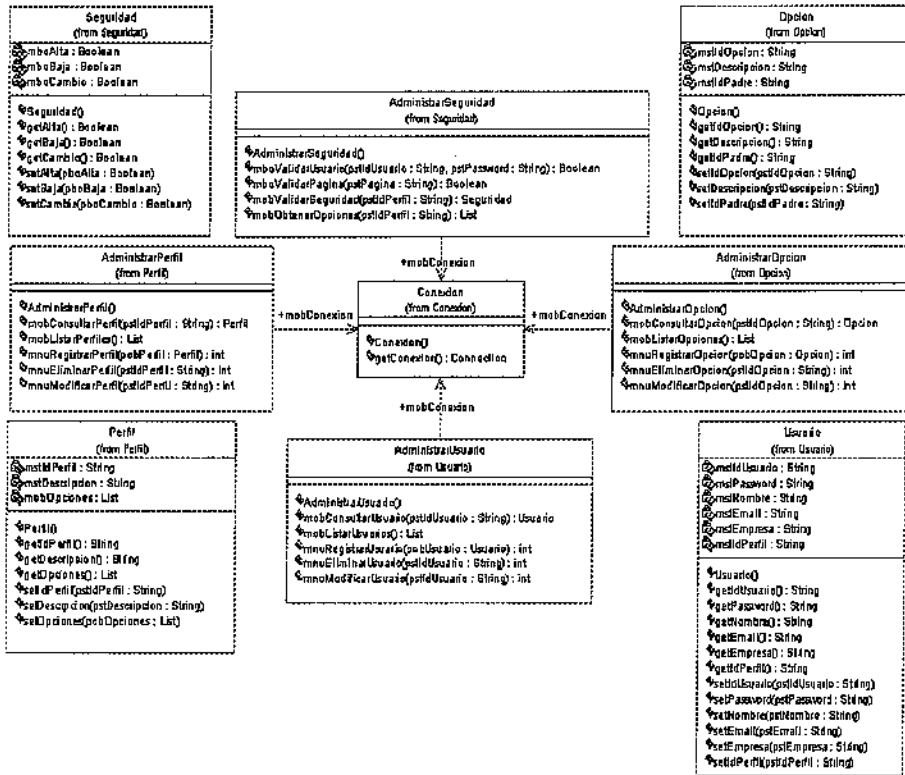 Seguridad
(from Seguridad)
mboAlta : Boolean
mboBaja : Boolean
mboCambio : Boolean
Seguridad()
getAlta() : Boolean
getBaja() : Boolean
getCambio() : Boolean
setAlta(pboAlta : Boolean)
setBaja(pboBaja : Boolean)
setCambio(pboCambio : Boolean)
AdministrarSeguridad
(from Seguridad)
AdministrarSeguridad()
mboValidarUsuario(pstIdUsuario : String, pstPassword : String) : Boolean
mboValidarPagina(pstPagina : String) : Boolean
mobValidarSeguridad(pstIdPerfil : String) : Seguridad
mobObtenerOpciones(pstIdPerfil : String) : List
Opcion
(from Opcion)
mstIdOpcion : String
mstDescripcion : String
mstIdPadre : String
Opcion()
getIdOpcion() : String
getDescripcion() : String
getIdPadre() : String
setIdOpcion(pstIdOpcion : String)
setDescripcion(pstDescripcion : String)
setIdPadre(pstIdPadre : String)
+mobConexion
AdministrarPerfil
(from Perfil)
AdministrarPerfil()
mobConsultarPerfil(pstIdPerfil : String) : Perfil
mobListarPerfiles() : List
mnuRegistrarPerfil(pobPerfil : Perfil) : int
mnuEliminarPerfil(pstIdPerfil : String) : int
mnuModificarPerfil(pstIdPerfil : String) : int
+mobConexion
Conexion
(from Conexion)
Conexion()
getConexion() : Connection
+mobConexion
AdministrarOpcion
(from Opcion)
AdministrarOpcion()
mobConsultarOpcion(pstIdOpcion : String) : Opcion
mobListarOpciones() : List
mnuRegistrarOpcion(pobOpcion : Opcion) : int
mnuEliminarOpcion(pstIdOpcion : String) : int
mnuModificarOpcion(pstIdOpcion : String) : int
+mobConexion
Perfil
(from Perfil)
mstIdPerfil : String
mstDescripcion : String
mobOpciones : List
Perfil()
getIdPerfil() : String
getDescripcion() : String
getOpciones() : List
setIdPerfil(pstIdPerfil : String)
setDescripcion(pstDescripcion : String)
setOpciones(pobOpciones : List)
AdministrarUsuario
(from Usuario)
AdministrarUsuario()
mobConsultarUsuario(pstIdUsuario : String) : Usuario
mobListarUsuarios() : List
mnuRegistrarUsuario(pobUsuario : Usuario) : int
mnuEliminarUsuario(pstIdUsuario : String) : int
mnuModificarUsuario(pstIdUsuario : String) : int
Usuario
(from Usuario)
mstIdUsuario : String
mstPassword : String
mstNombre : String
mstEmail : String
mstEmpresa : String
mstIdPerfil : String
Usuario()
getIdUsuario() : String
getPassword() : String
getNombre() : String
getEmail() : String
getEmpresa() : String
getIdPerfil() : String
setIdUsuario(pstIdUsuario : String)
setPassword(pstPassword : String)
setNombre(pstNombre : String)
setEmail(pstEmail : String)
setEmpresa(pstEmpresa : String)
setIdPerfil(pstIdPerfil : String)